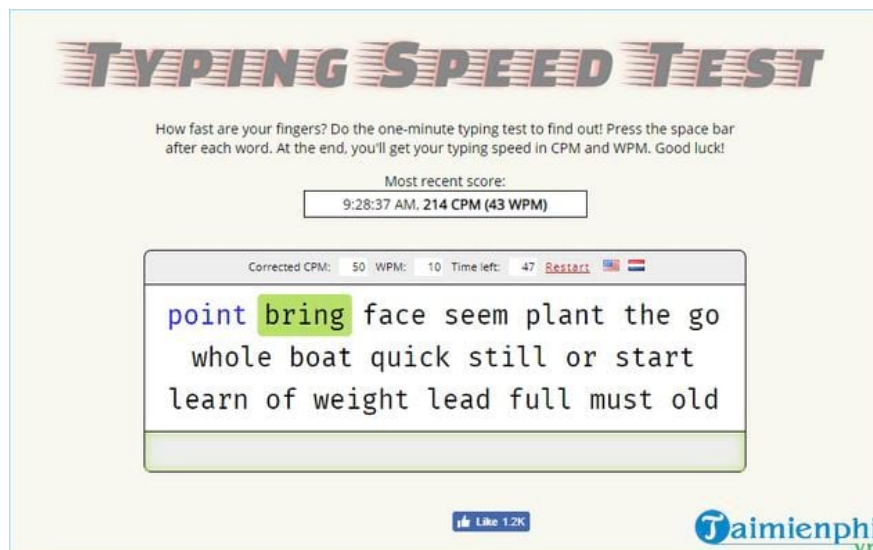 TYPING SPEED TEST
How fast are your fingers? Do the one-minute typing test to find out! Press the space bar
after each word. At the end, you'll get your typing speed in CPM and WPM. Good luck!
Most recent score:
9:28:37 AM, 214 CPM (43 WPM)
Corrected CPM: 50 WPM: 10 Time left: 47 Restart
point bring face seem plant the go
whole boat quick still or start
learn of weight lead full must old
Like 1.2K
Taimienphi
.vn